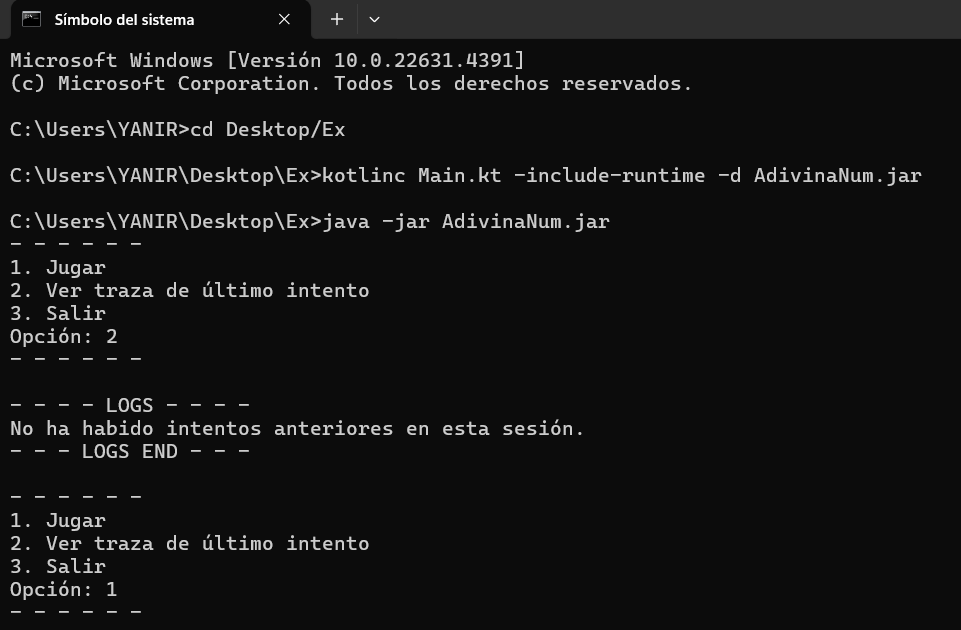 Símbolo del sistema
Microsoft Windows [Versión 10.0.22631.4391]
(c) Microsoft Corporation. Todos los derechos reservados.
C:\Users\YANIR>cd Desktop/Ex
C:\Users\YANIR\Desktop\Ex>kotlinc Main.kt -include-runtime -d AdivinaNum.jar
C:\Users\YANIR\Desktop\Ex>java -jar AdivinaNum.jar
- - - - - -
1. Jugar
2. Ver traza de último intento
3. Salir
Opción: 2
- - - - - -
- - - - LOGS - - - -
No ha habido intentos anteriores en esta sesión.
- - - LOGS END - - -
- - - - - -
1. Jugar
2. Ver traza de último intento
3. Salir
Opción: 1
- - - - - -